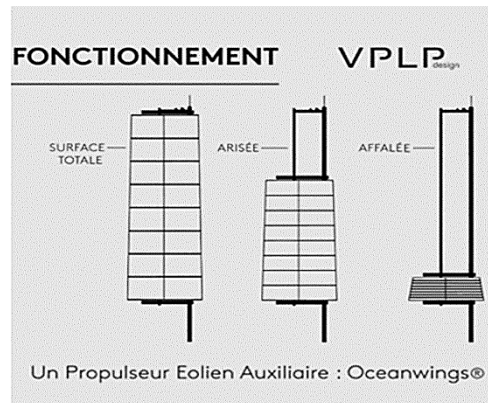 FONCTIONNEMENT
VPLP
design
SURFACE
TOTALE
ARISÉE
AFFALÉE
Un Propulseur Eolien Auxiliaire : Oceanwings®